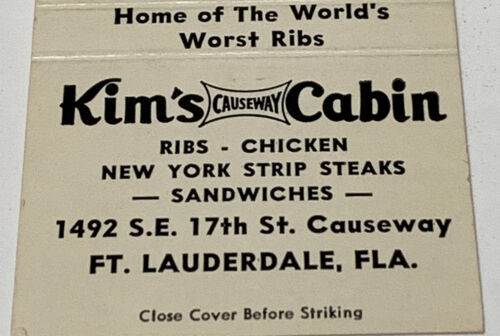 Home of The World's
Worst Ribs
Kim's CAUSEWAY Cabin
RIBS - CHICKEN
NEW YORK STRIP STEAKS
— SANDWICHES —
1492 S.E. 17th St. Causeway
FT. LAUDERDALE, FLA.
Close Cover Before Striking